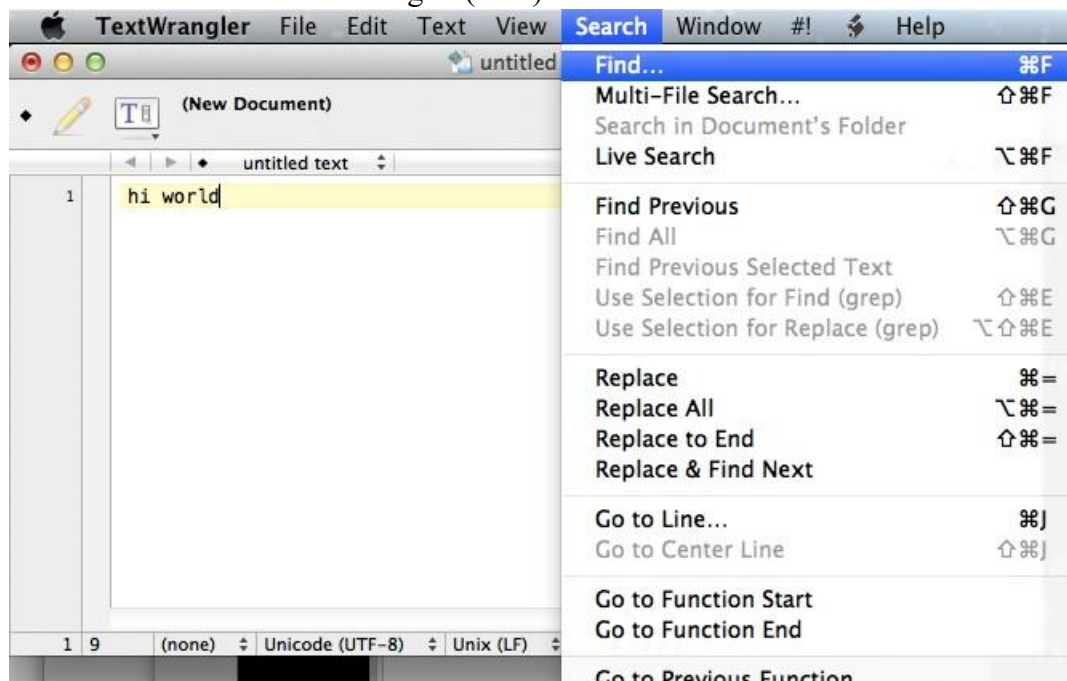 TextWrangler File Edit Text View Search Window #! Help
untitled
(New Document)
untitled text
1 hi world
1 9 (none) Unicode (UTF-8) Unix (LF)
Find... ⌘F
Multi-File Search... ⇧⌘F
Search in Document's Folder
Live Search ⌥⌘F
Find Previous ⇧⌘G
Find All ⌥⌘G
Find Previous Selected Text
Use Selection for Find (grep) ⇧⌘E
Use Selection for Replace (grep) ⌥⇧⌘E
Replace ⌘=
Replace All ⌥⌘=
Replace to End ⇧⌘=
Replace & Find Next
Go to Line... ⌘J
Go to Center Line ⇧⌘J
Go to Function Start
Go to Function End
Go to Previous Function